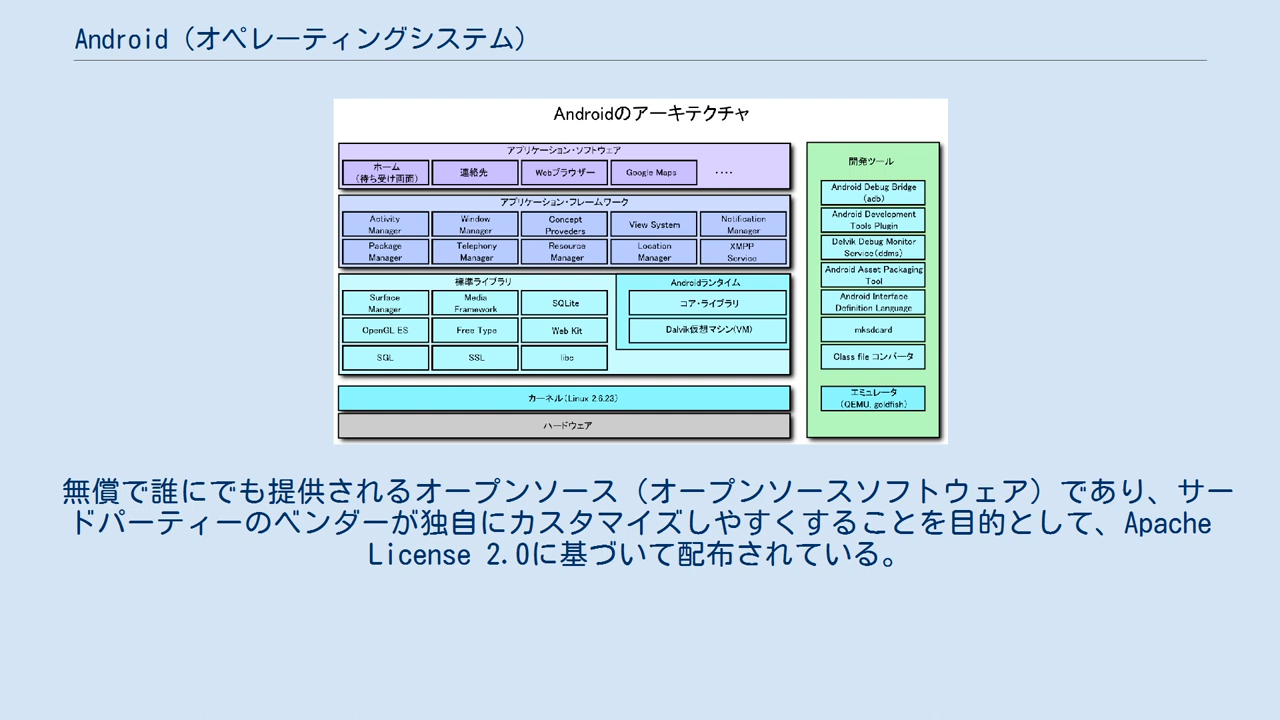 Android（オペレーティングシステム）
Androidのアーキテクチャ
アプリケーション・ソフトウェア
ホーム
（待ち受け画面）
連絡先
Webブラウザー
Google Maps
‥‥
アプリケーション・フレームワーク
Activity
Manager
Window
Manager
Concept
Proveders
View System
Notification
Manager
Package
Manager
Telephony
Manager
Resource
Manager
Location
Manager
XMPP
Service
標準ライブラリ
Surface
Manager
Media
Framework
SQLite
OpenGL ES
Free Type
Web Kit
SGL
SSL
libc
Androidランタイム
コア・ライブラリ
Dalvik仮想マシン(VM)
カーネル(Linux 2.6.23)
ハードウェア
開発ツール
Android Debug Bridge
(adb)
Android Development
Tools Plugin
Delvik Debug Monitor
Service(ddms)
Android Asset Packaging
Tool
Android Interface
Definition Language
mksdcard
Class file コンバータ
エミュレータ
(QEMU, goldfish)
無償で誰にでも提供されるオープンソース（オープンソースソフトウェア）であり、サー
ドパーティーのベンダーが独自にカスタマイズしやすくすることを目的として、Apache
License 2.0に基づいて配布されている。